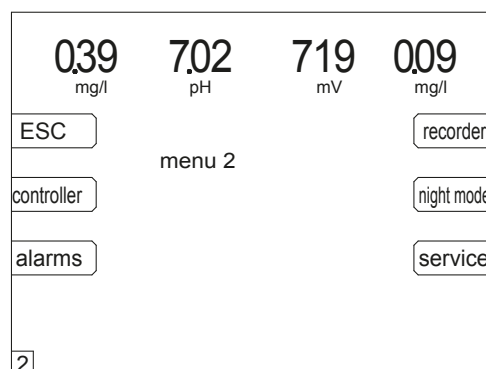 0.39 7.02 719 0.09
mg/l pH mV mg/l
ESC recorder
menu 2
controller night mode
alarms service
2